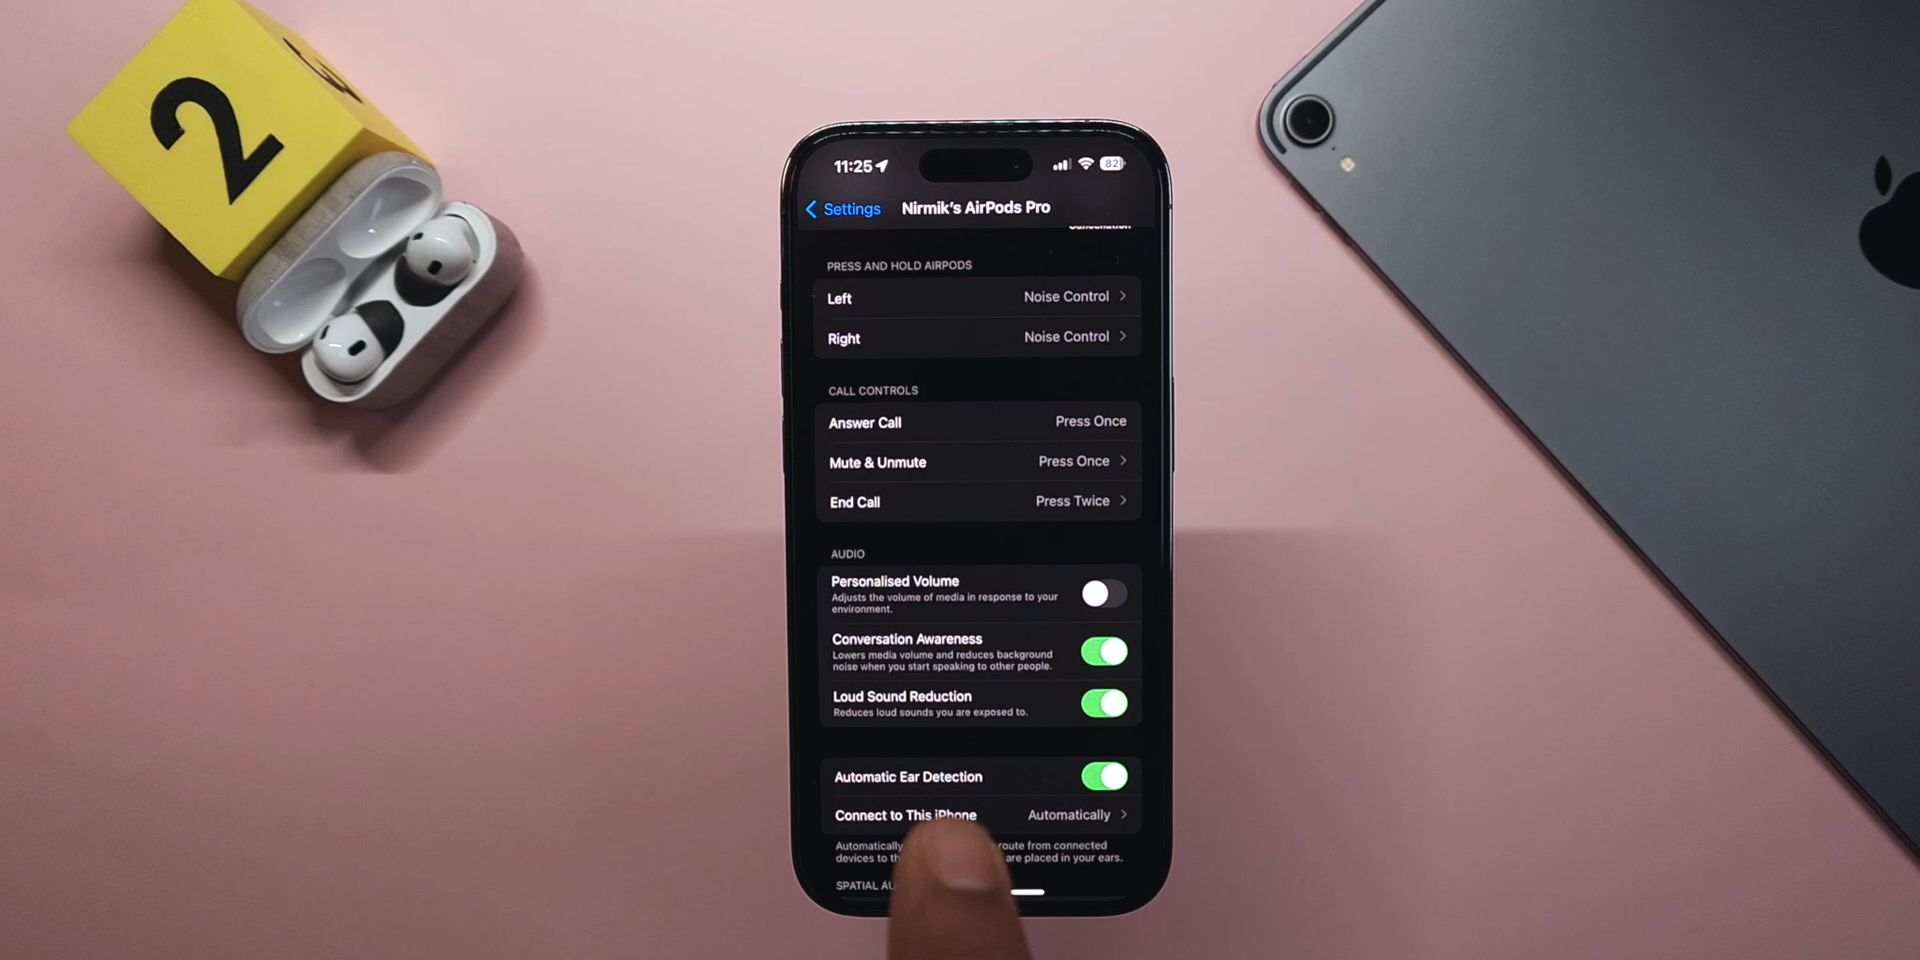 2
3
11:25
82
Settings
Nirmik's AirPods Pro
Cancellation
PRESS AND HOLD AIRPODS
Left Noise Control
Right Noise Control
CALL CONTROLS
Answer Call Press Once
Mute & Unmute Press Once
End Call Press Twice
AUDIO
Personalised Volume
Adjusts the volume of media in response to your
environment.
Conversation Awareness
Lowers media volume and reduces background
noise when you start speaking to other people.
Loud Sound Reduction
Reduces loud sounds you are exposed to.
Automatic Ear Detection
Connect to This iPhone Automatically
Automatically route from connected
devices to are placed in your ears.
SPATIAL